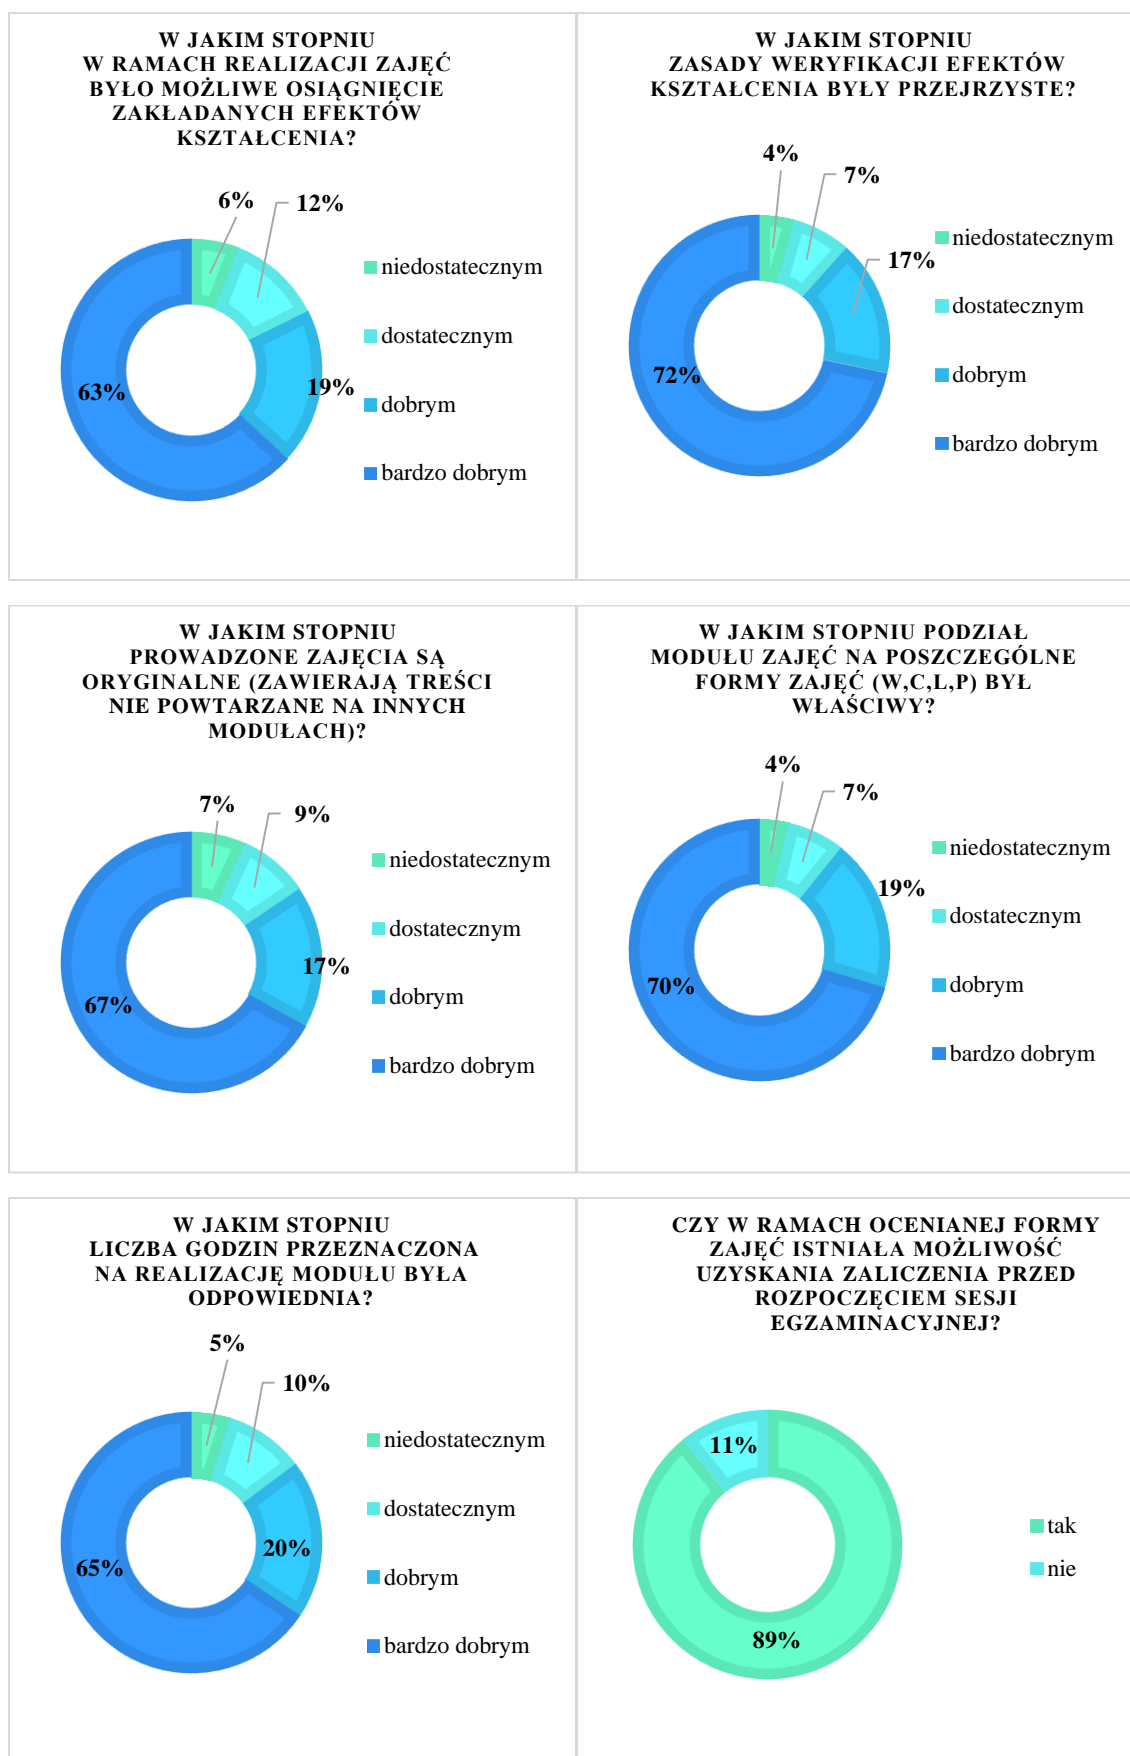 W JAKIM STOPNIU
W RAMACH REALIZACJI ZAJĘĆ
BYŁO MOŻLIWE OSIĄGNIĘCIE
ZAKŁADANYCH EFEKTÓW
KSZTAŁCENIA?
6%
12%
19%
63%
niedostatecznym
dostatecznym
dobrym
bardzo dobrym
W JAKIM STOPNIU
ZASADY WERYFIKACJI EFEKTÓW
KSZTAŁCENIA BYŁY PRZEJRZYSTE?
4%
7%
17%
72%
niedostatecznym
dostatecznym
dobrym
bardzo dobrym
W JAKIM STOPNIU
PROWADZONE ZAJĘCIA SĄ
ORYGINALNE (ZAWIERAJĄ TREŚCI
NIE POWTARZANE NA INNYCH
MODUŁACH)?
7%
9%
17%
67%
niedostatecznym
dostatecznym
dobrym
bardzo dobrym
W JAKIM STOPNIU PODZIAŁ
MODUŁU ZAJĘĆ NA POSZCZEGÓLNE
FORMY ZAJĘĆ (W,C,L,P) BYŁ
WŁAŚCIWY?
4%
7%
19%
70%
niedostatecznym
dostatecznym
dobrym
bardzo dobrym
W JAKIM STOPNIU
LICZBA GODZIN PRZEZNACZONA
NA REALIZACJĘ MODUŁU BYŁA
ODPOWIEDNIA?
5%
10%
20%
65%
niedostatecznym
dostatecznym
dobrym
bardzo dobrym
CZY W RAMACH OCENIANEJ FORMY
ZAJĘĆ ISTNIAŁA MOŻLIWOŚĆ
UZYSKANIA ZALICZENIA PRZED
ROZPOCZĘCIEM SESJI
EGZAMINACYJNEJ?
11%
89%
tak
nie